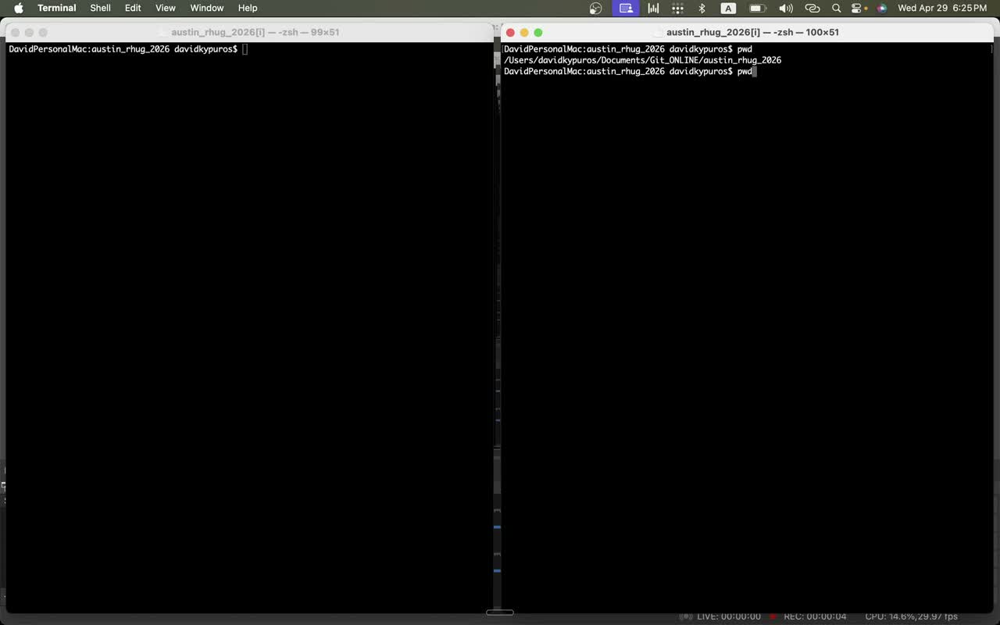 Terminal Shell Edit View Window Help A Wed Apr 29 6:25 PM
austin_rhug_2026[i] — -zsh — 99×51
DavidPersonalMac:austin_rhug_2026 davidkypuros$
austin_rhug_2026[i] — -zsh — 100×51
[DavidPersonalMac:austin_rhug_2026 davidkypuros$ pwd ]
/Users/davidkypuros/Documents/Git_ONLINE/austin_rhug_2026
DavidPersonalMac:austin_rhug_2026 davidkypuros$ pwd
LIVE: 00:00:00 REC: 00:00:04 CPU: 14.6%,29.97 fps